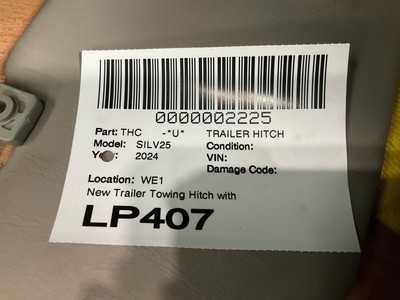 0000002225
Part: THC -*U* TRAILER HITCH
Model: SILV25 Condition:
2024 VIN:
Damage Code:
Location: WE1
New Trailer Towing Hitch with
LP407